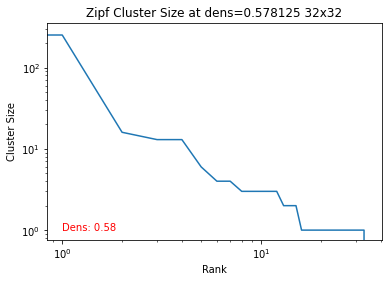 Zipf Cluster Size at dens=0.578125 32x32
Cluster Size
10²
10¹
10⁰
Dens: 0.58
10⁰ 10¹
Rank